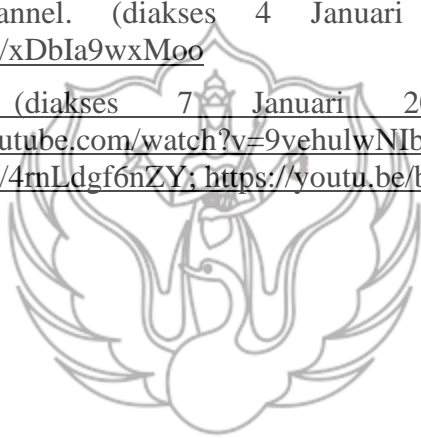 annel. (diakses 4 Januari
/xDbIa9wxMoo
(diakses 7 Januari 20
utube.com/watch?v=9vehulwNIb
/4rnLdgf6nZY; https://youtu.be/b